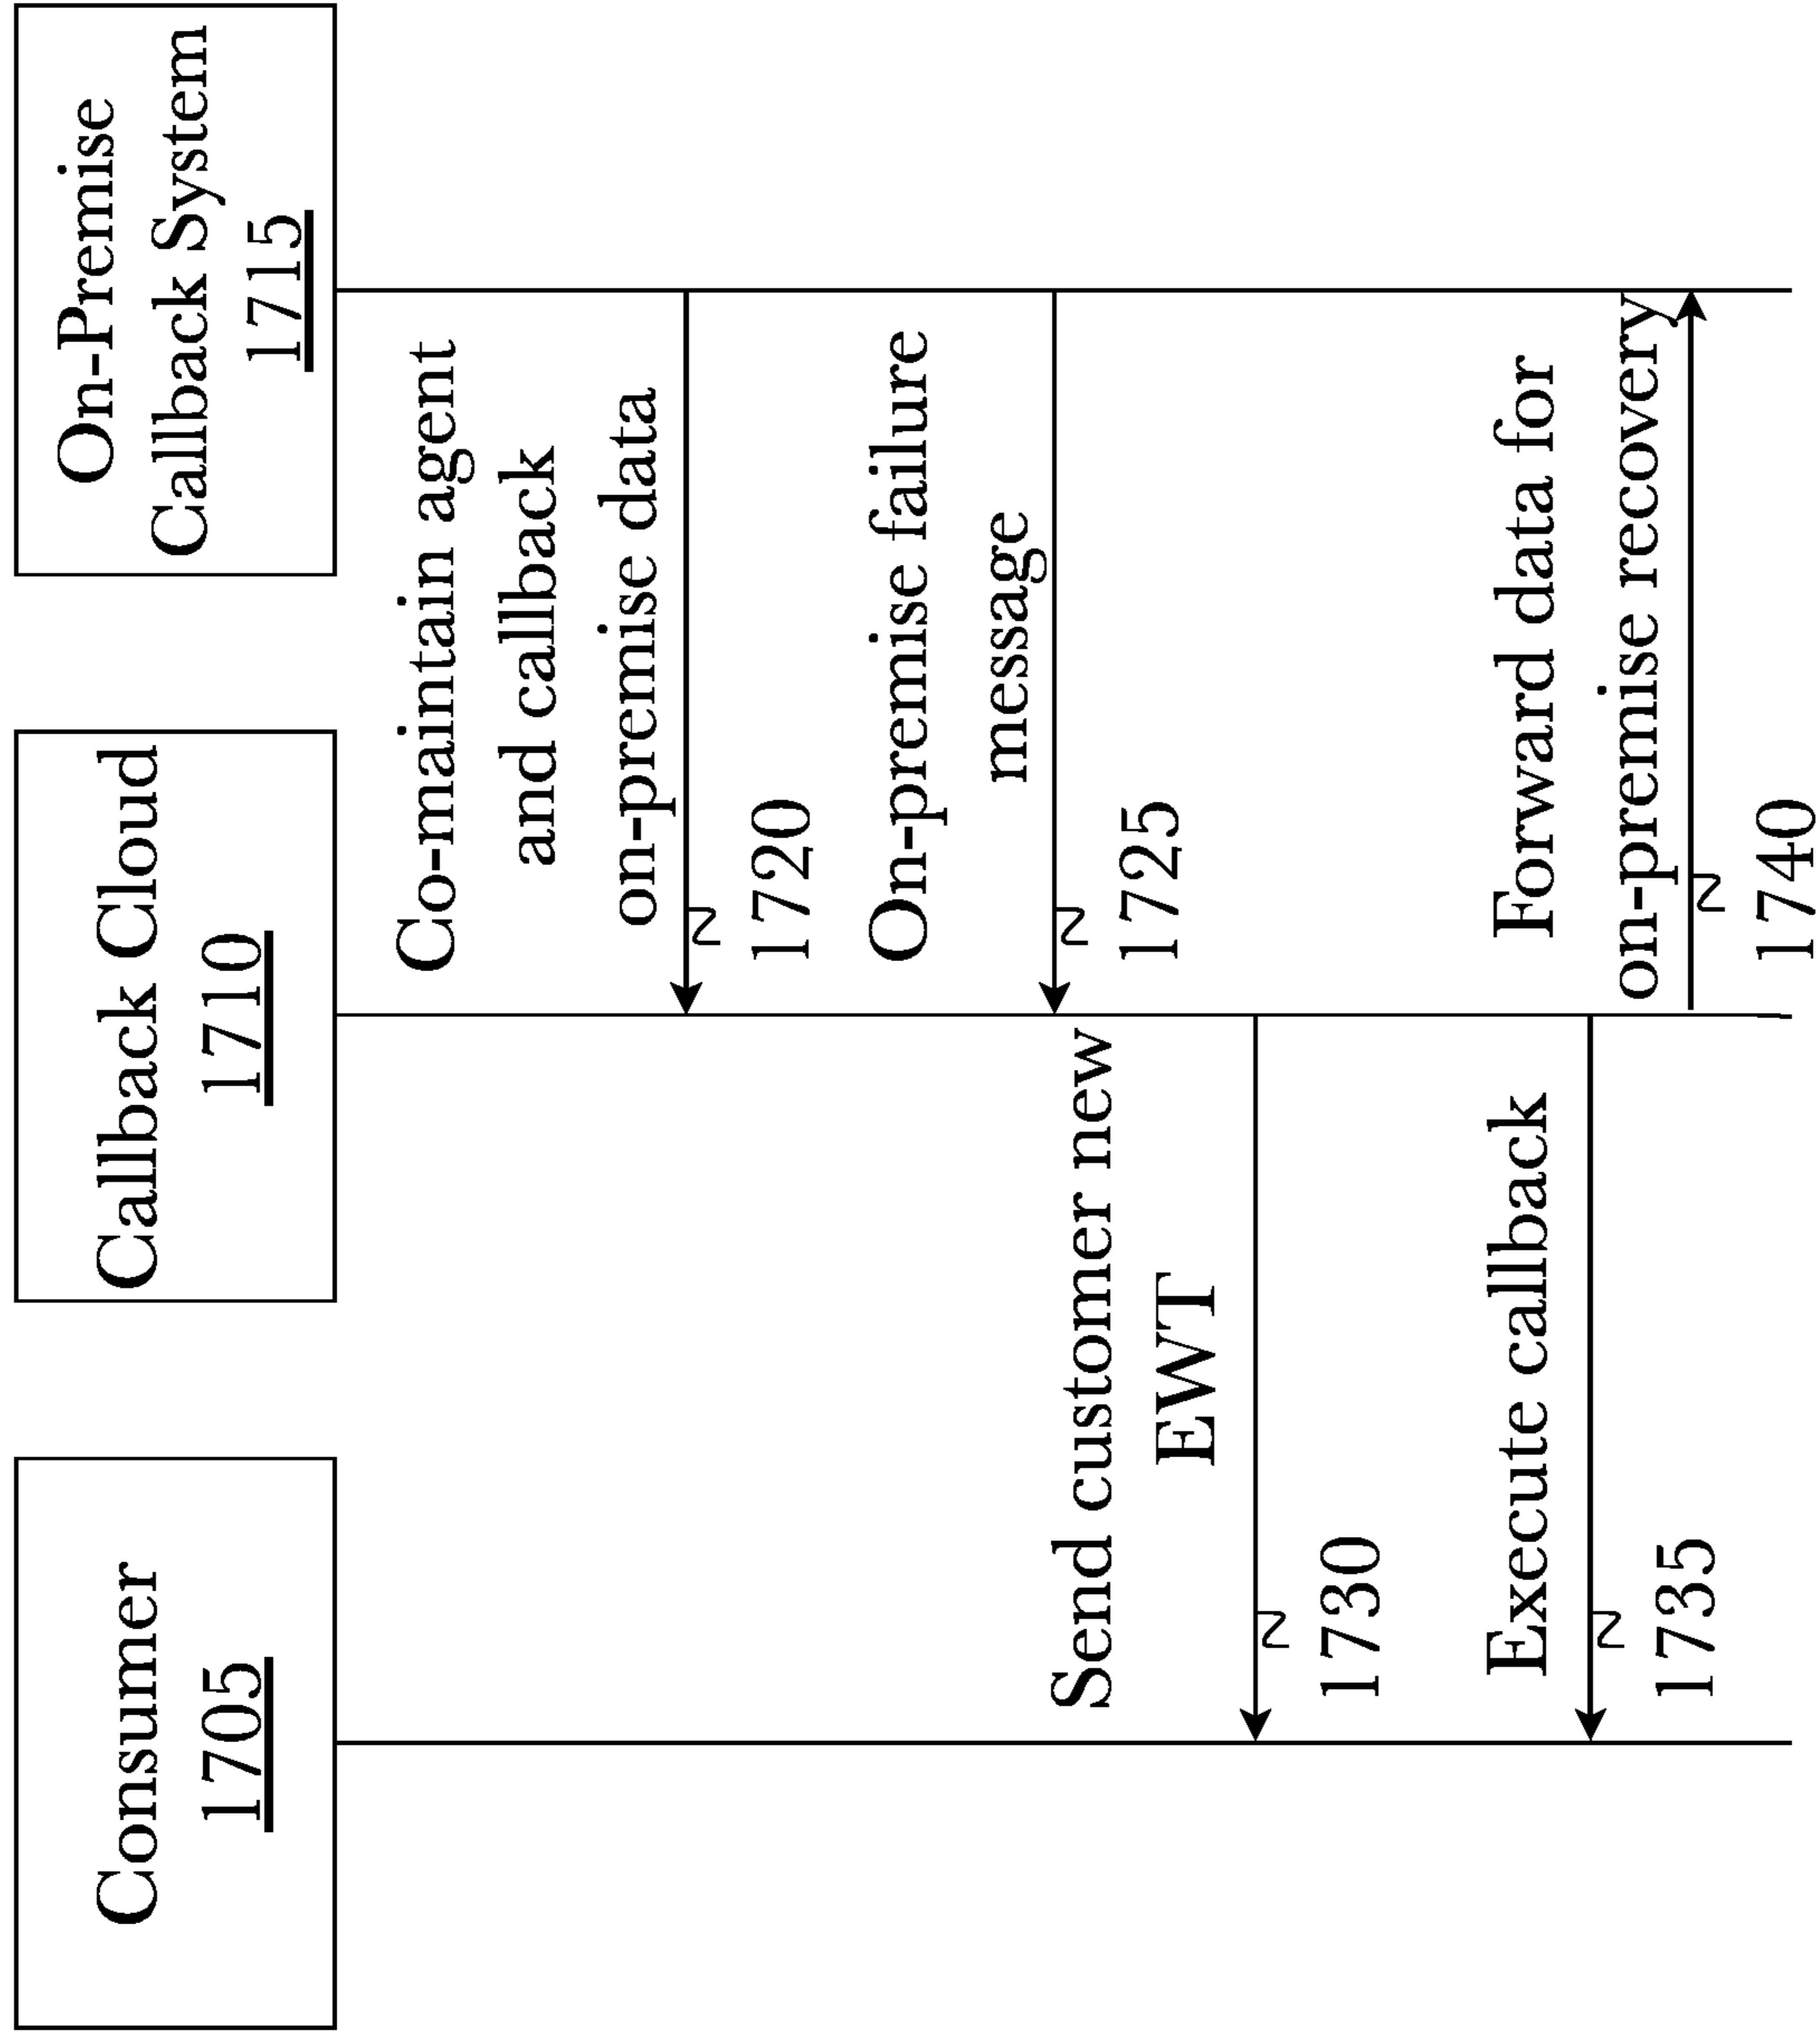 Consumer
1705
Callback Cloud
1710
On-Premise
Callback System
1715
Co-maintain agent
and callback
on-premise data
1720
On-premise failure
message
1725
Send customer new
EWT
1730
Execute callback
1735
Forward data for
on-premise recovery
1740